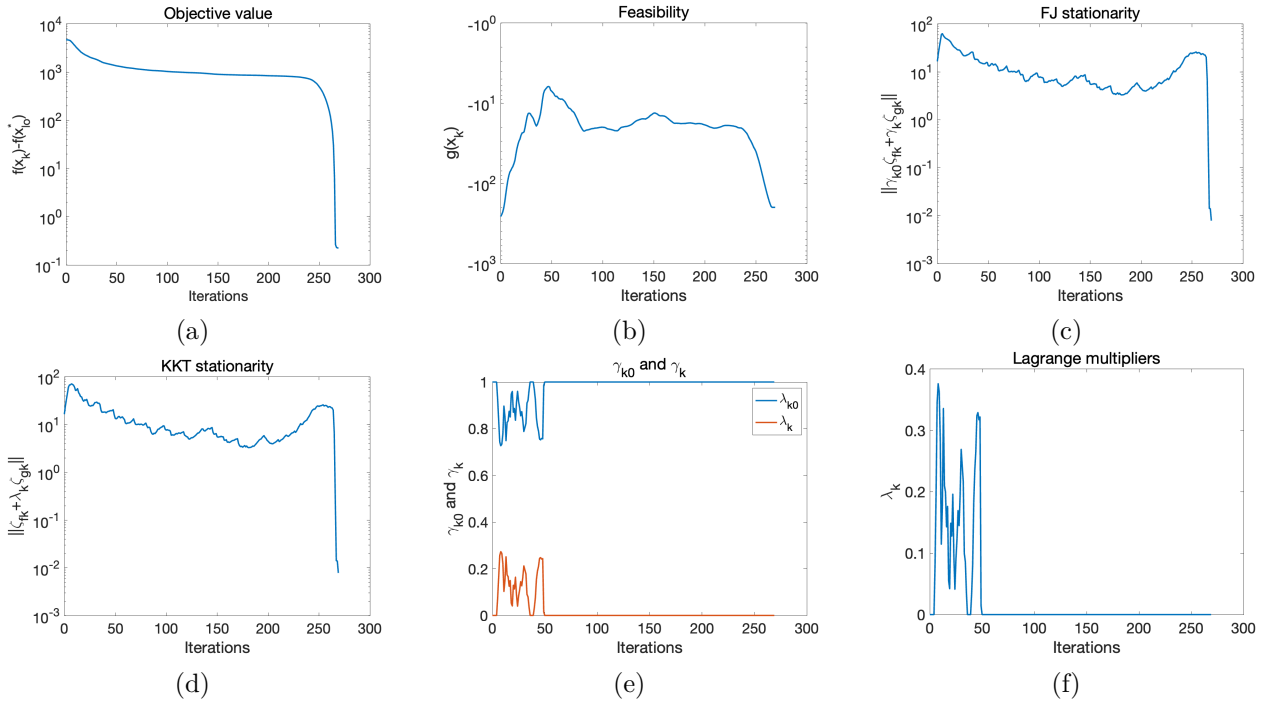 Objective value
10^4
10^3
10^2
10^1
10^0
10^-1
0 50 100 150 200 250 300
f(x_k)-f(x^*_lo)
Iterations
(a)
Feasibility
-10^0
-10^1
-10^2
-10^3
0 50 100 150 200 250 300
g(x_k)
Iterations
(b)
FJ stationarity
10^2
10^1
10^0
10^-1
10^-2
10^-3
0 50 100 150 200 250 300
||γ_k0 ζ_fk+γ_k ζ_gk||
Iterations
(c)
KKT stationarity
10^2
10^1
10^0
10^-1
10^-2
10^-3
0 50 100 150 200 250 300
||ζ_fk+λ_k ζ_gk||
Iterations
(d)
γ_k0 and γ_k
1
0.8
0.6
0.4
0.2
0
0 50 100 150 200 250 300
γ_k0 and γ_k
λ_k0
λ_k
Iterations
(e)
Lagrange multipliers
0.4
0.3
0.2
0.1
0
0 50 100 150 200 250 300
λ_k
Iterations
(f)